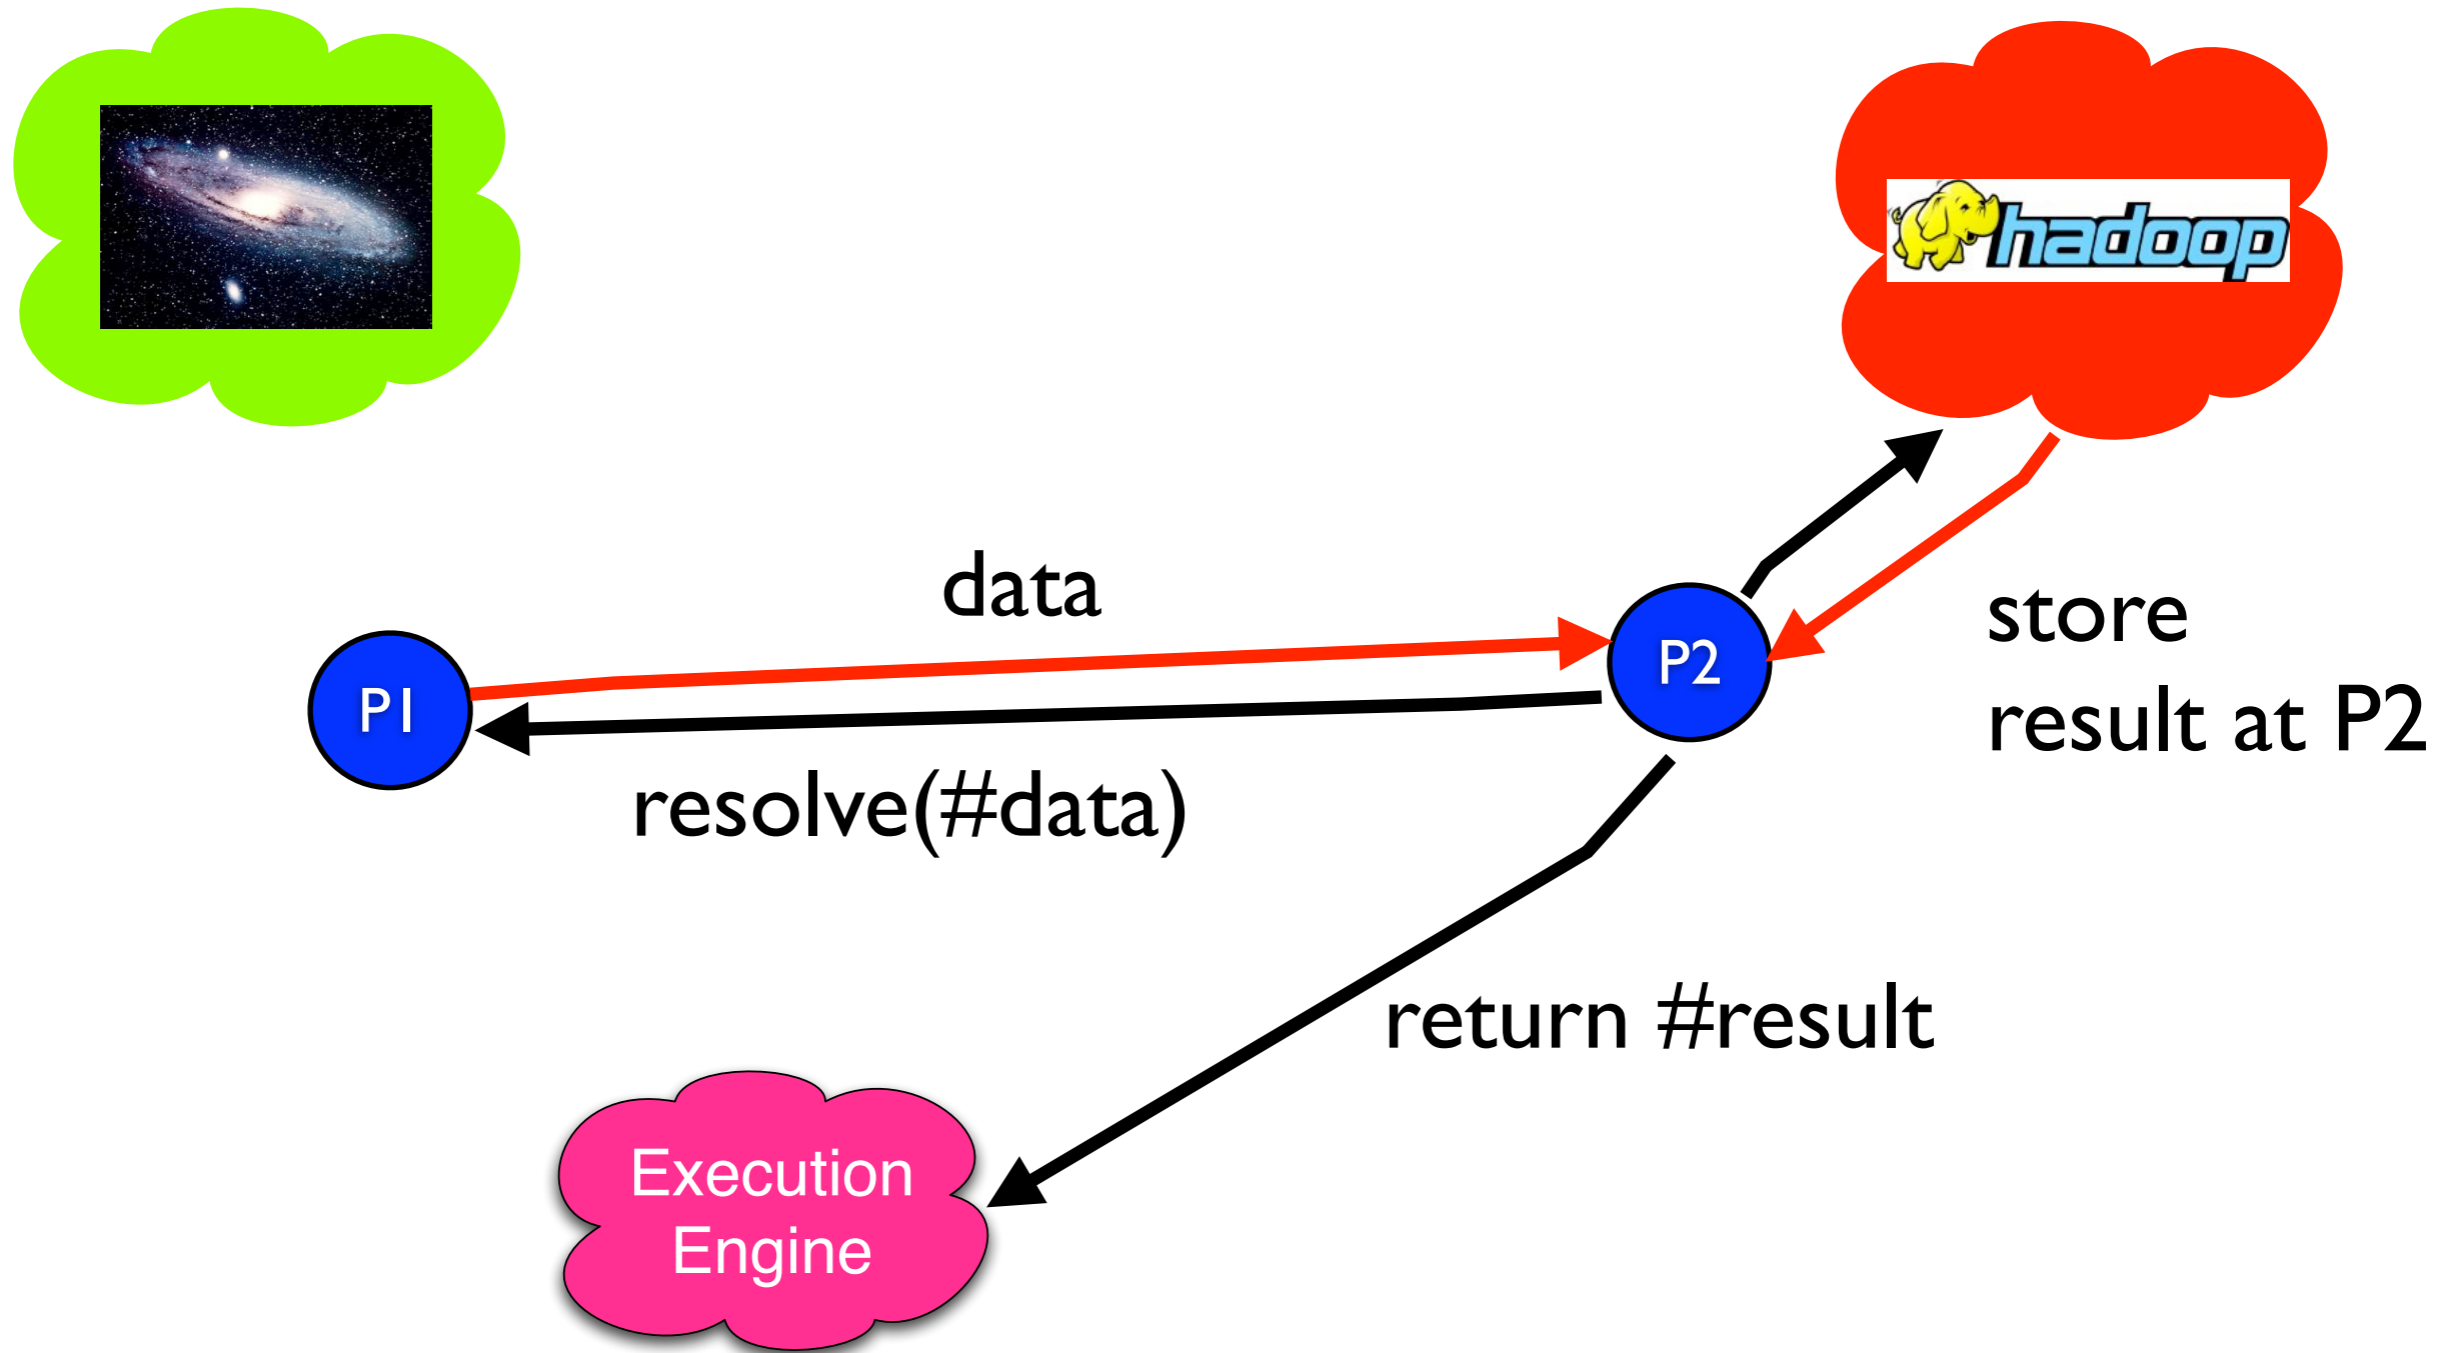 hadoop
data
P1
P2
store
result at P2
resolve(#data)
return #result
Execution
Engine